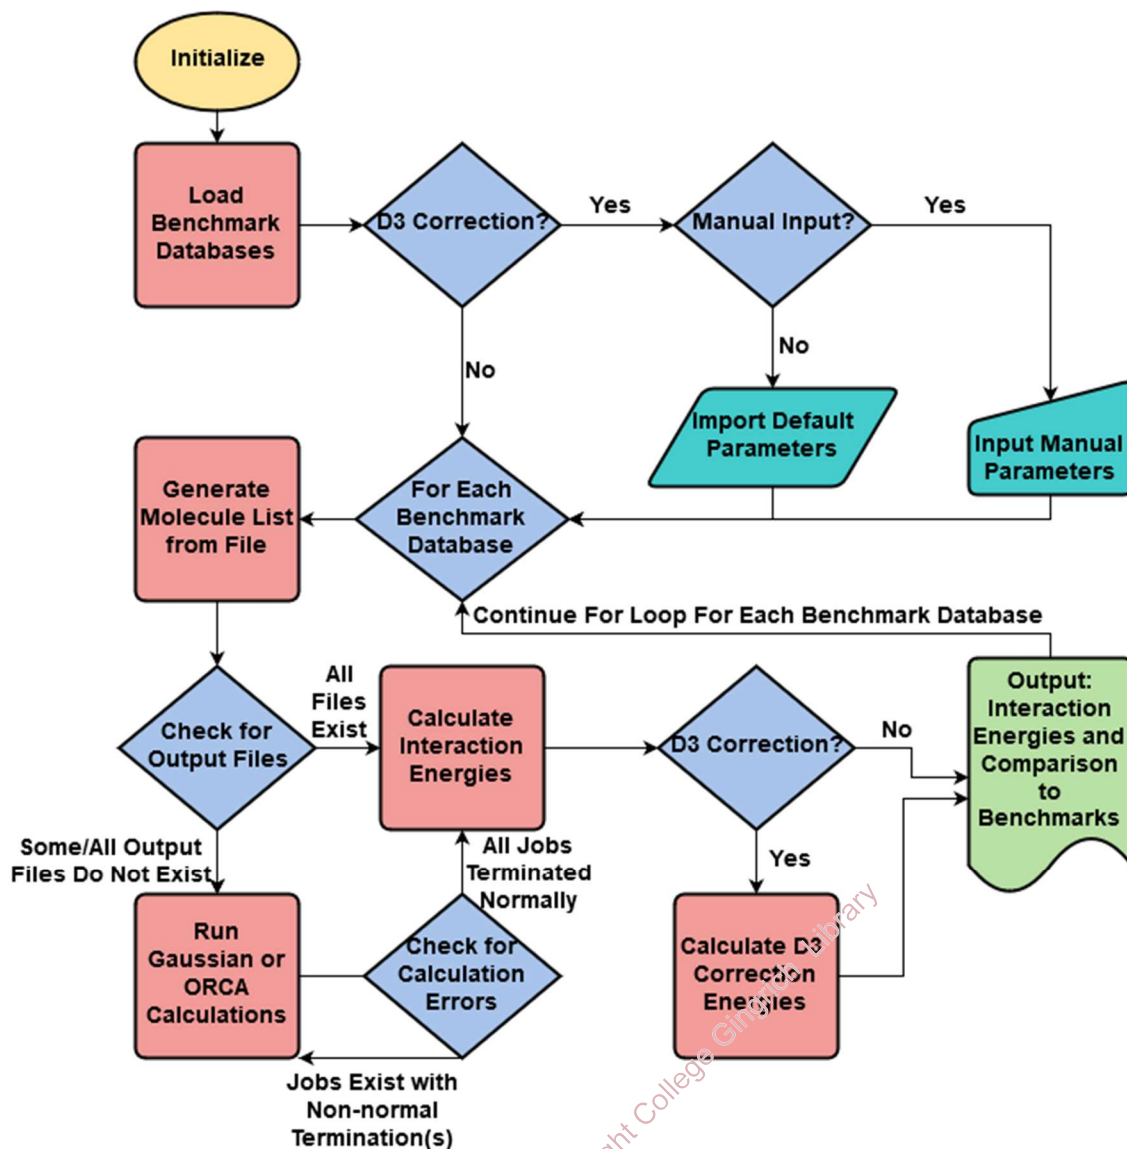 Initialize
Load
Benchmark
Databases
D3 Correction?
Yes
Manual Input?
Yes
No
No
Import Default
Parameters
Input Manual
Parameters
Generate
Molecule List
from File
For Each
Benchmark
Database
Continue For Loop For Each Benchmark Database
Check for
Output Files
All
Files
Exist
Calculate
Interaction
Energies
D3 Correction?
No
Output:
Interaction
Energies and
Comparison
to
Benchmarks
Some/All Output
Files Do Not Exist
All Jobs
Terminated
Normally
Yes
Run
Gaussian or
ORCA
Calculations
Check for
Calculation
Errors
Calculate D3
Correction
Energies
Jobs Exist with
Non-normal
Termination(s)
College Gingrich Library